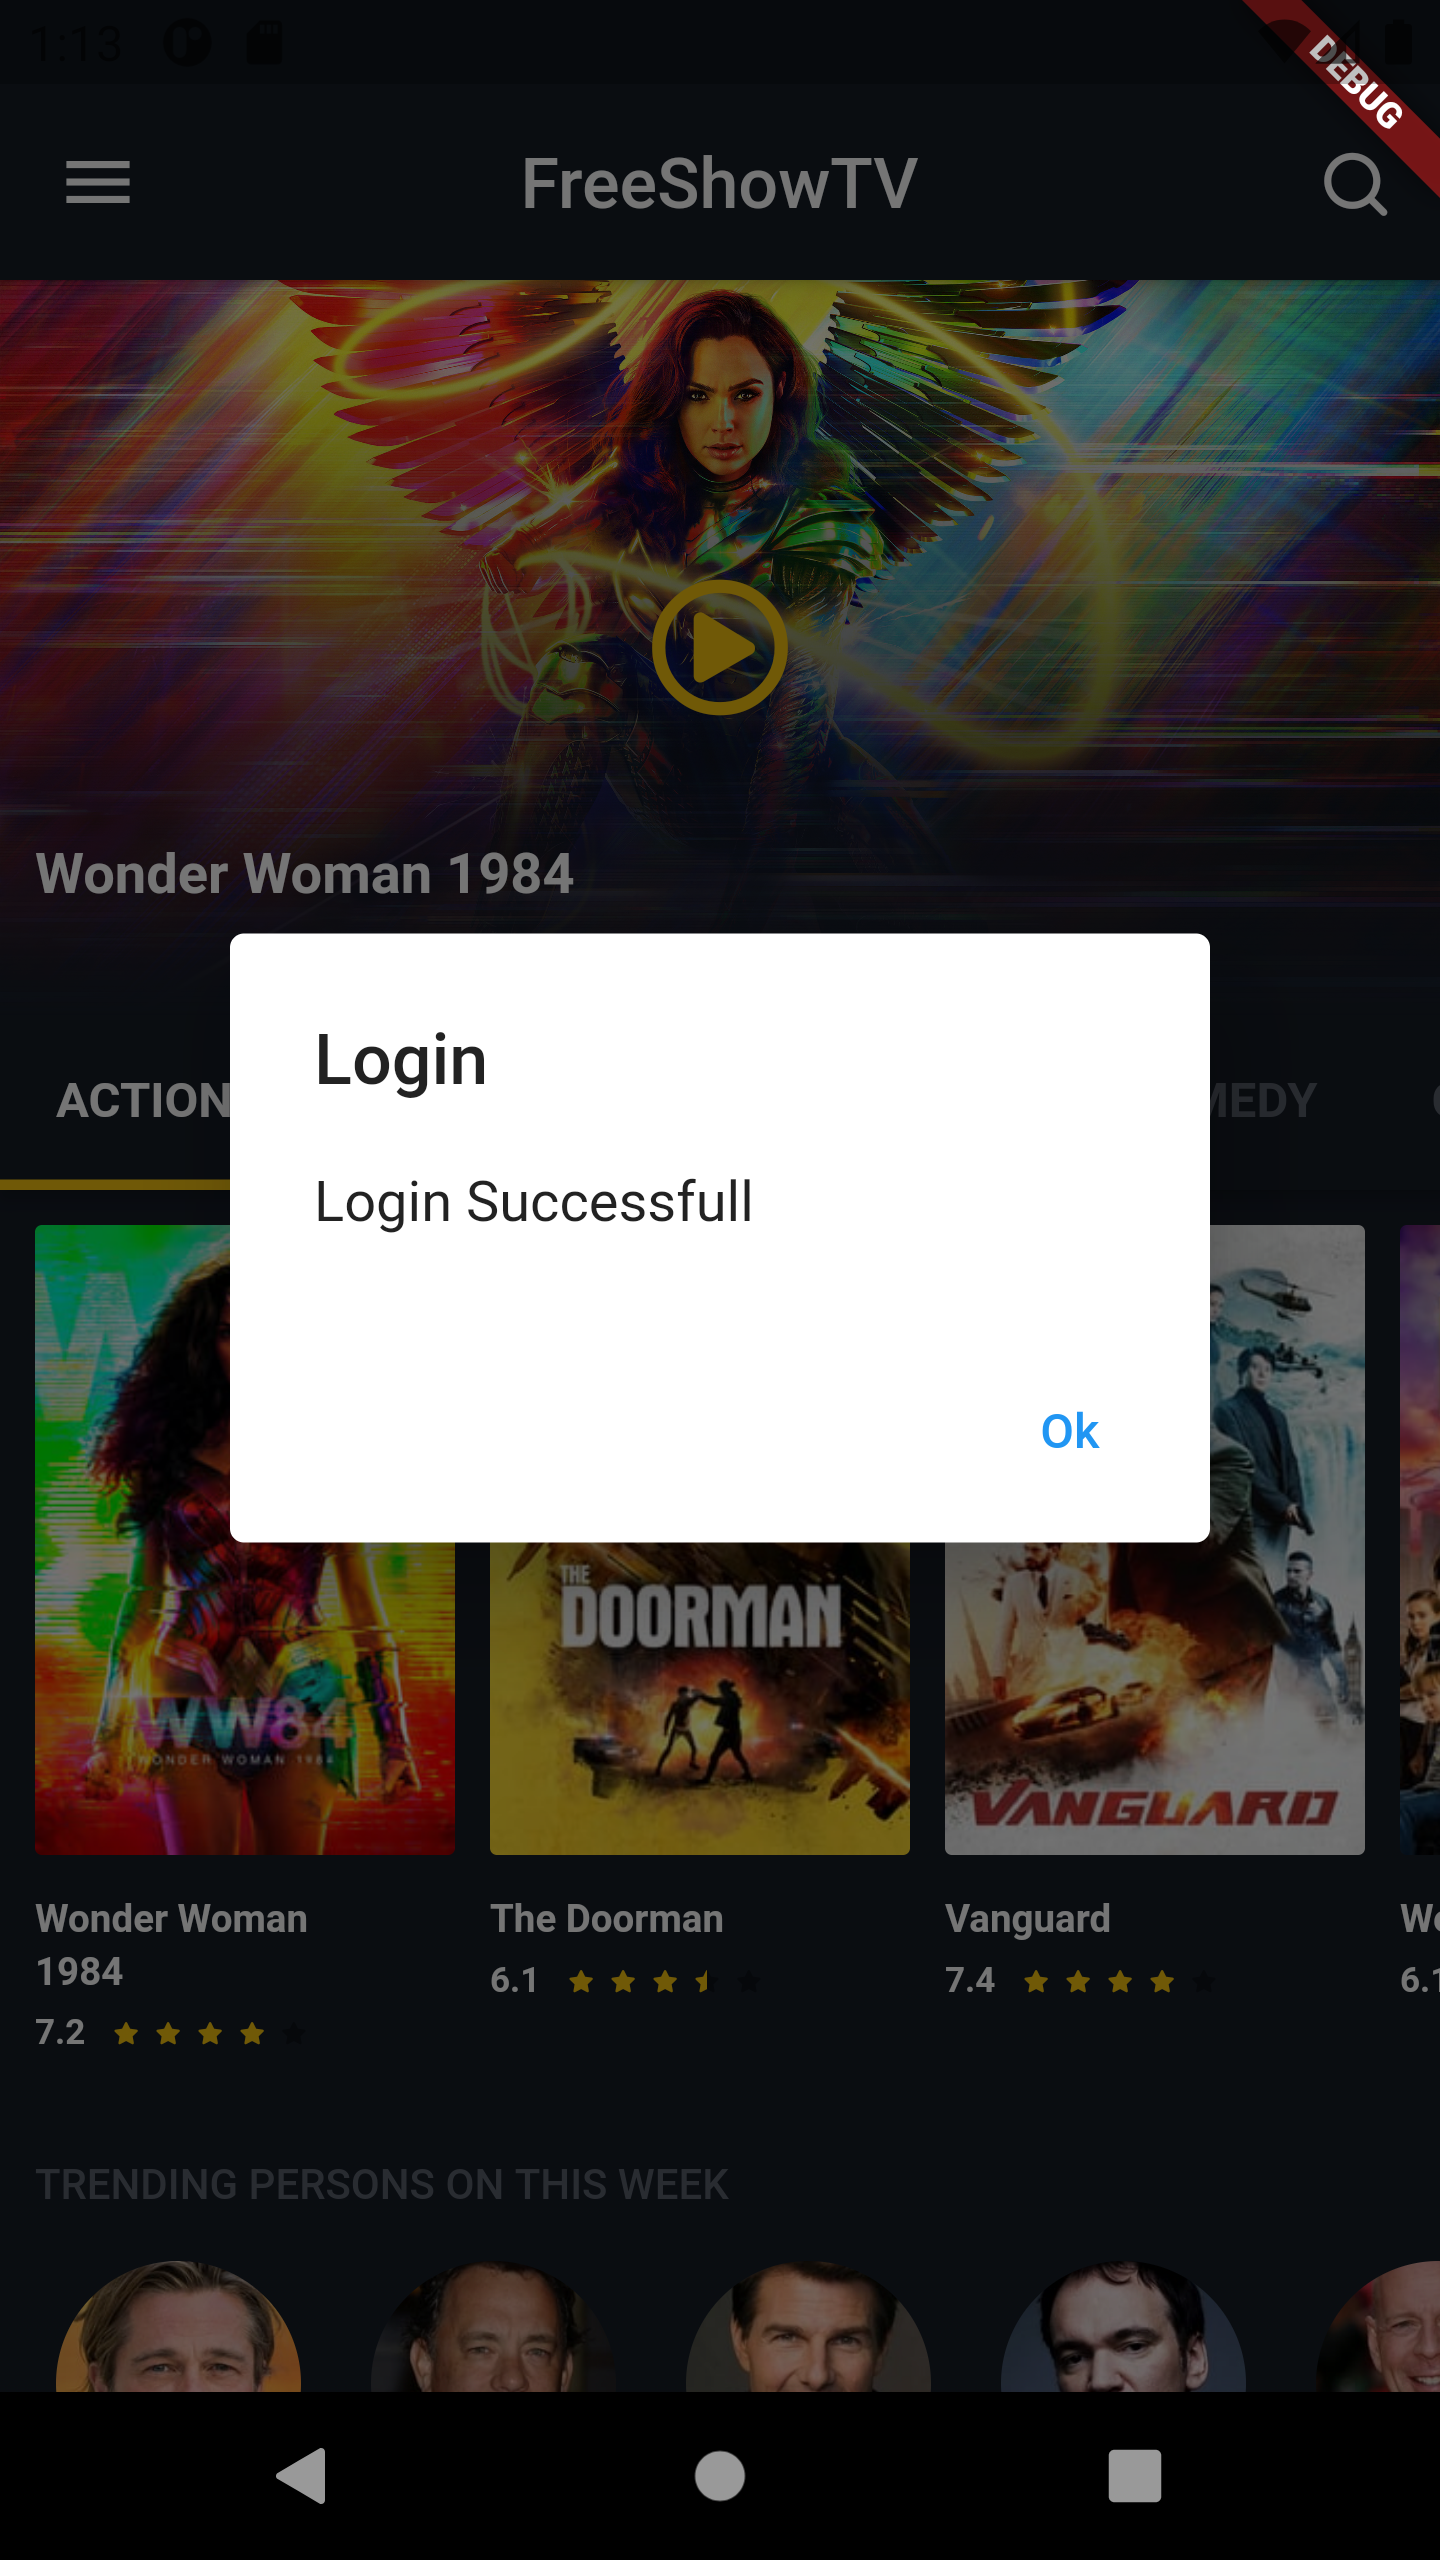 1:13
DEBUG
FreeShowTV
Wonder Woman 1984
Login
Login Successfull
Ok
ACTION
MEDY
WW84
WONDER WOMAN 1984
THE
DOORMAN
VANGUARD
Wonder Woman
1984
7.2
The Doorman
6.1
Vanguard
7.4
6.1
TRENDING PERSONS ON THIS WEEK